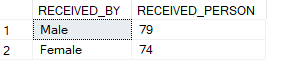 RECEIVED_BY RECEIVED_PERSON
1 Male 79
2 Female 74